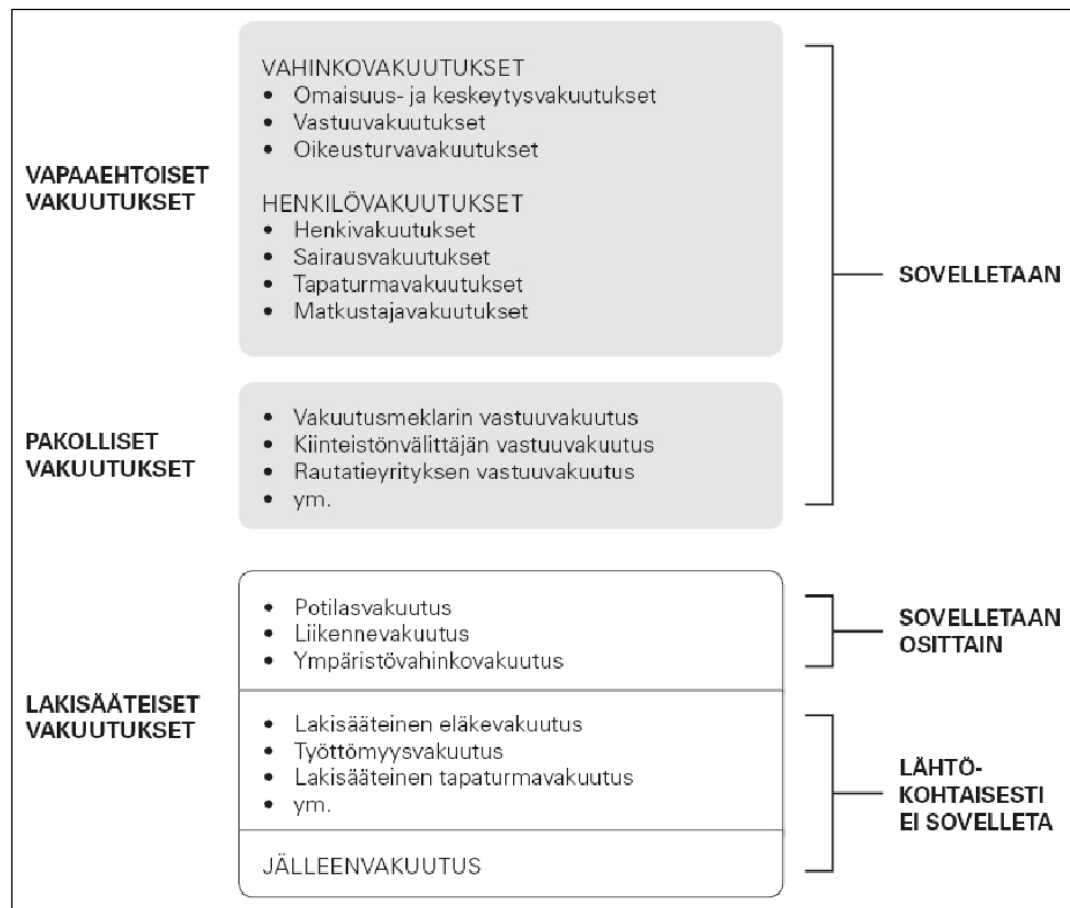 VAPAAEHTOISET
VAKUUTUKSET
VAHINKOVAKUUTUKSET
• Omaisuus- ja keskeytysvakuutukset
• Vastuuvakuutukset
• Oikeusturvavakuutukset
HENKILÖVAKUUTUKSET
• Henkivakuutukset
• Sairausvakuutukset
• Tapaturmavakuutukset
• Matkustajavakuutukset
PAKOLLISET
VAKUUTUKSET
• Vakuutusmeklarin vastuuvakuutus
• Kiinteistönvälittäjän vastuuvakuutus
• Rautatieyrityksen vastuuvakuutus
• ym.
SOVELLETAAN
LAKISÄÄTEISET
VAKUUTUKSET
• Potilasvakuutus
• Liikennevakuutus
• Ympäristövahinkovakuutus
SOVELLETAAN
OSITTAIN
• Lakisääteinen eläkevakuutus
• Työttömyysvakuutus
• Lakisääteinen tapaturmavakuutus
• ym.
JÄLLEENVAKUUTUS
LÄHTÖ-
KOHTAISESTI
EI SOVELLETA